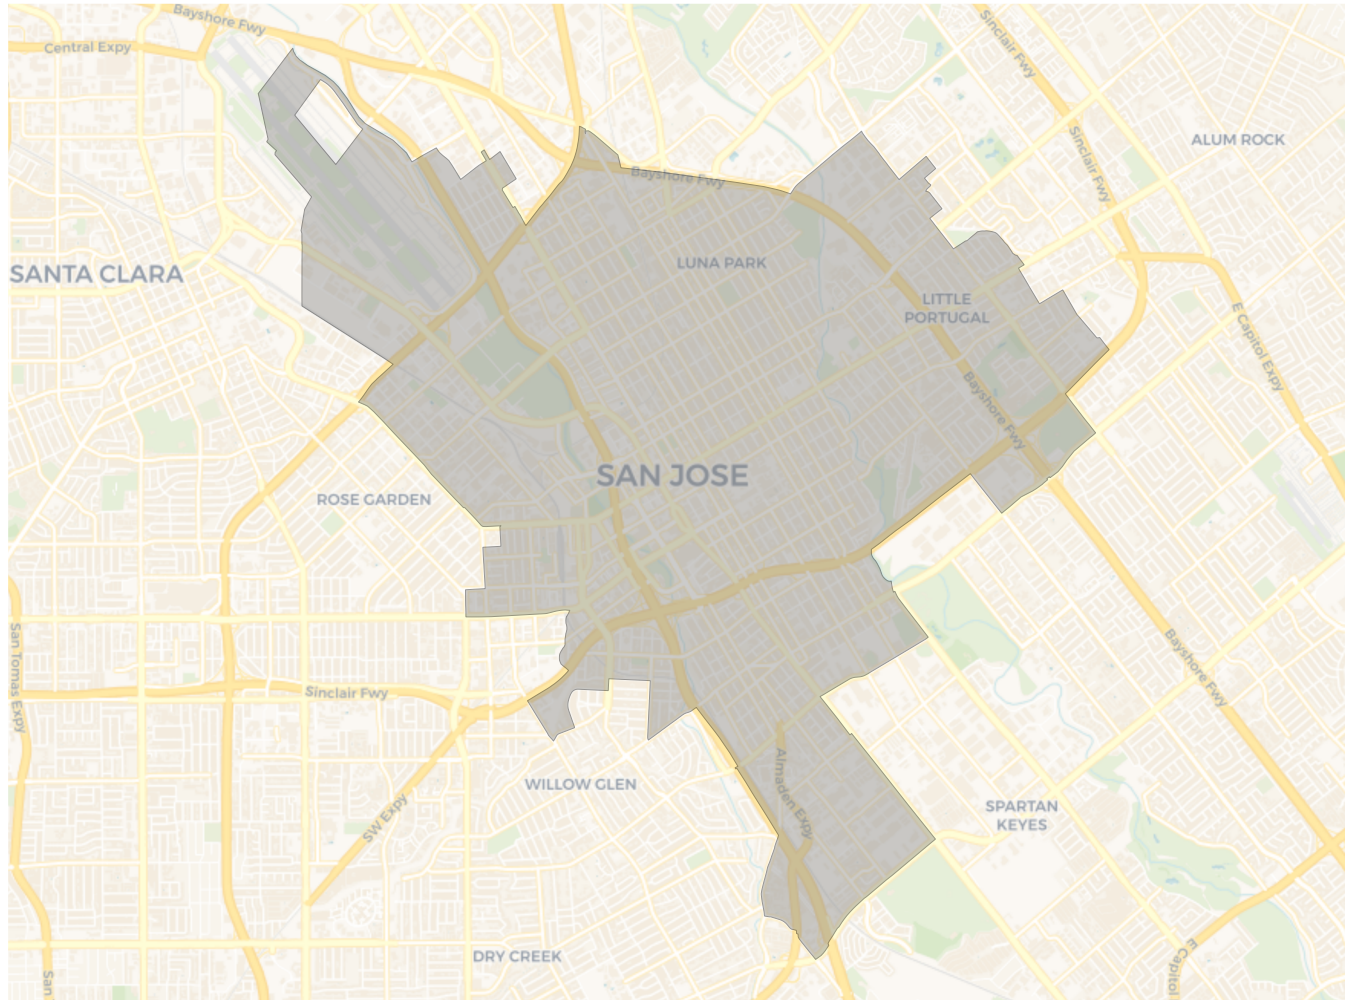 Bayshore Fwy
Central Expy
Sinclair Fwy
Sinclair Fwy
ALUM ROCK
Bayshore Fwy
SANTA CLARA
LUNA PARK
LITTLE
PORTUGAL
E Capitol Expy
Bayshore Fwy
SAN JOSE
ROSE GARDEN
San Tomas Expy
Sinclair Fwy
Bayshore Fwy
WILLOW GLEN
Almaden Expy
SW Expy
SPARTAN
KEYES
DRY CREEK
San
E Capitol